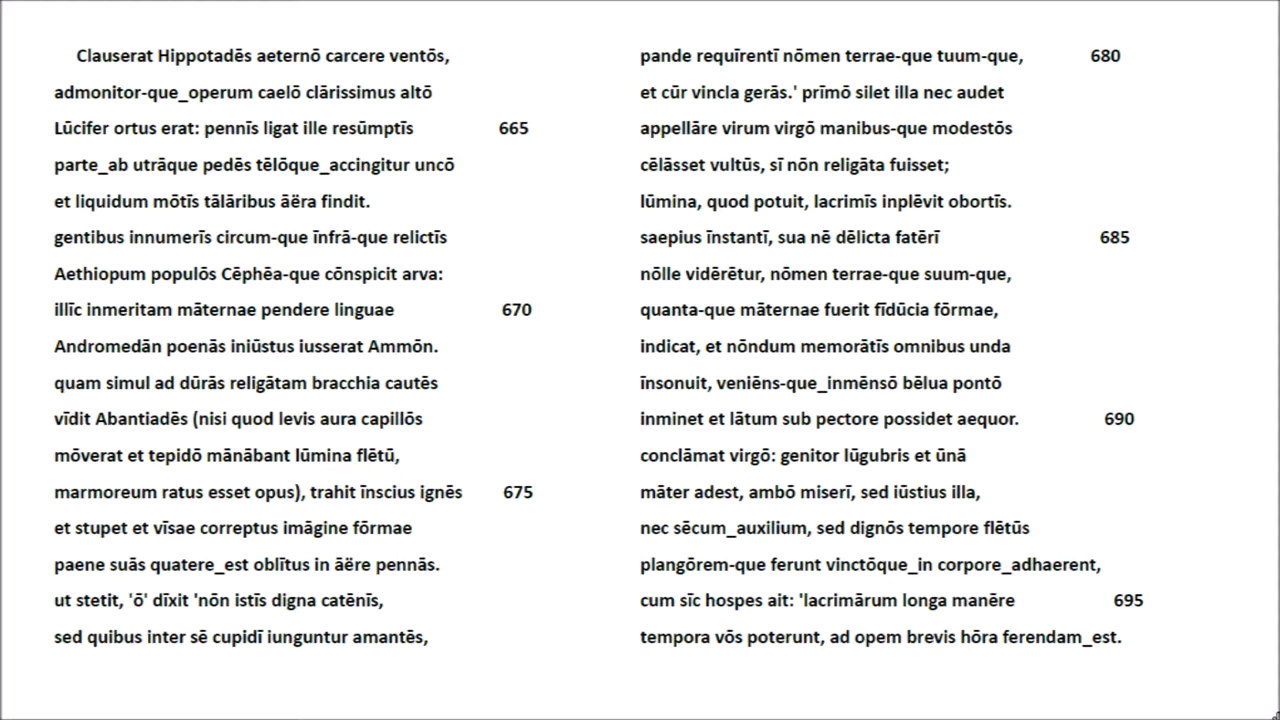 Clauserat Hippotadēs aeternō carcere ventōs,
admonitor-que_operum caelō clārissimus altō
Lūcifer ortus erat: pennīs ligat ille resūmptīs 665
parte_ab utrāque pedēs tēlōque_accingitur uncō
et liquidum mōtīs tālāribus āëra findit.
gentibus innumerīs circum-que īnfrā-que relictīs
Aethiopum populōs Cēphēa-que cōnspicit arva:
illīc inmeritam māternae pendere linguae 670
Andromedān poenās iniūstus iusserat Ammōn.
quam simul ad dūrās religātam bracchia cautēs
vīdit Abantiadēs (nisi quod levis aura capillōs
mōverat et tepidō mānābant lūmina flētū,
marmoreum ratus esset opus), trahit īnscius ignēs 675
et stupet et vīsae correptus imāgine fōrmae
paene suās quatere_est oblītus in āëre pennās.
ut stetit, 'ō' dīxit 'nōn istīs digna catēnīs,
sed quibus inter sē cupidī iunguntur amantēs,
pande requīrentī nōmen terrae-que tuum-que, 680
et cūr vincla gerās.' prīmō silet illa nec audet
appellāre virum virgō manibus-que modestōs
cēlāsset vultūs, sī nōn religāta fuisset;
lūmina, quod potuit, lacrimīs inplēvit obortīs.
saepius īnstantī, sua nē dēlicta fatērī 685
nōlle vidērētur, nōmen terrae-que suum-que,
quanta-que māternae fuerit fīdūcia fōrmae,
indicat, et nōndum memorātīs omnibus unda
īnsonuit, veniēns-que_inmēnsō bēlua pontō
inminet et lātum sub pectore possidet aequor. 690
conclāmat virgō: genitor lūgubris et ūnā
māter adest, ambō miserī, sed iūstius illa,
nec sēcum_auxilium, sed dignōs tempore flētūs
plangōrem-que ferunt vinctōque_in corpore_adhaerent,
cum sīc hospes ait: 'lacrimārum longa manēre 695
tempora vōs poterunt, ad opem brevis hōra ferendam_est.